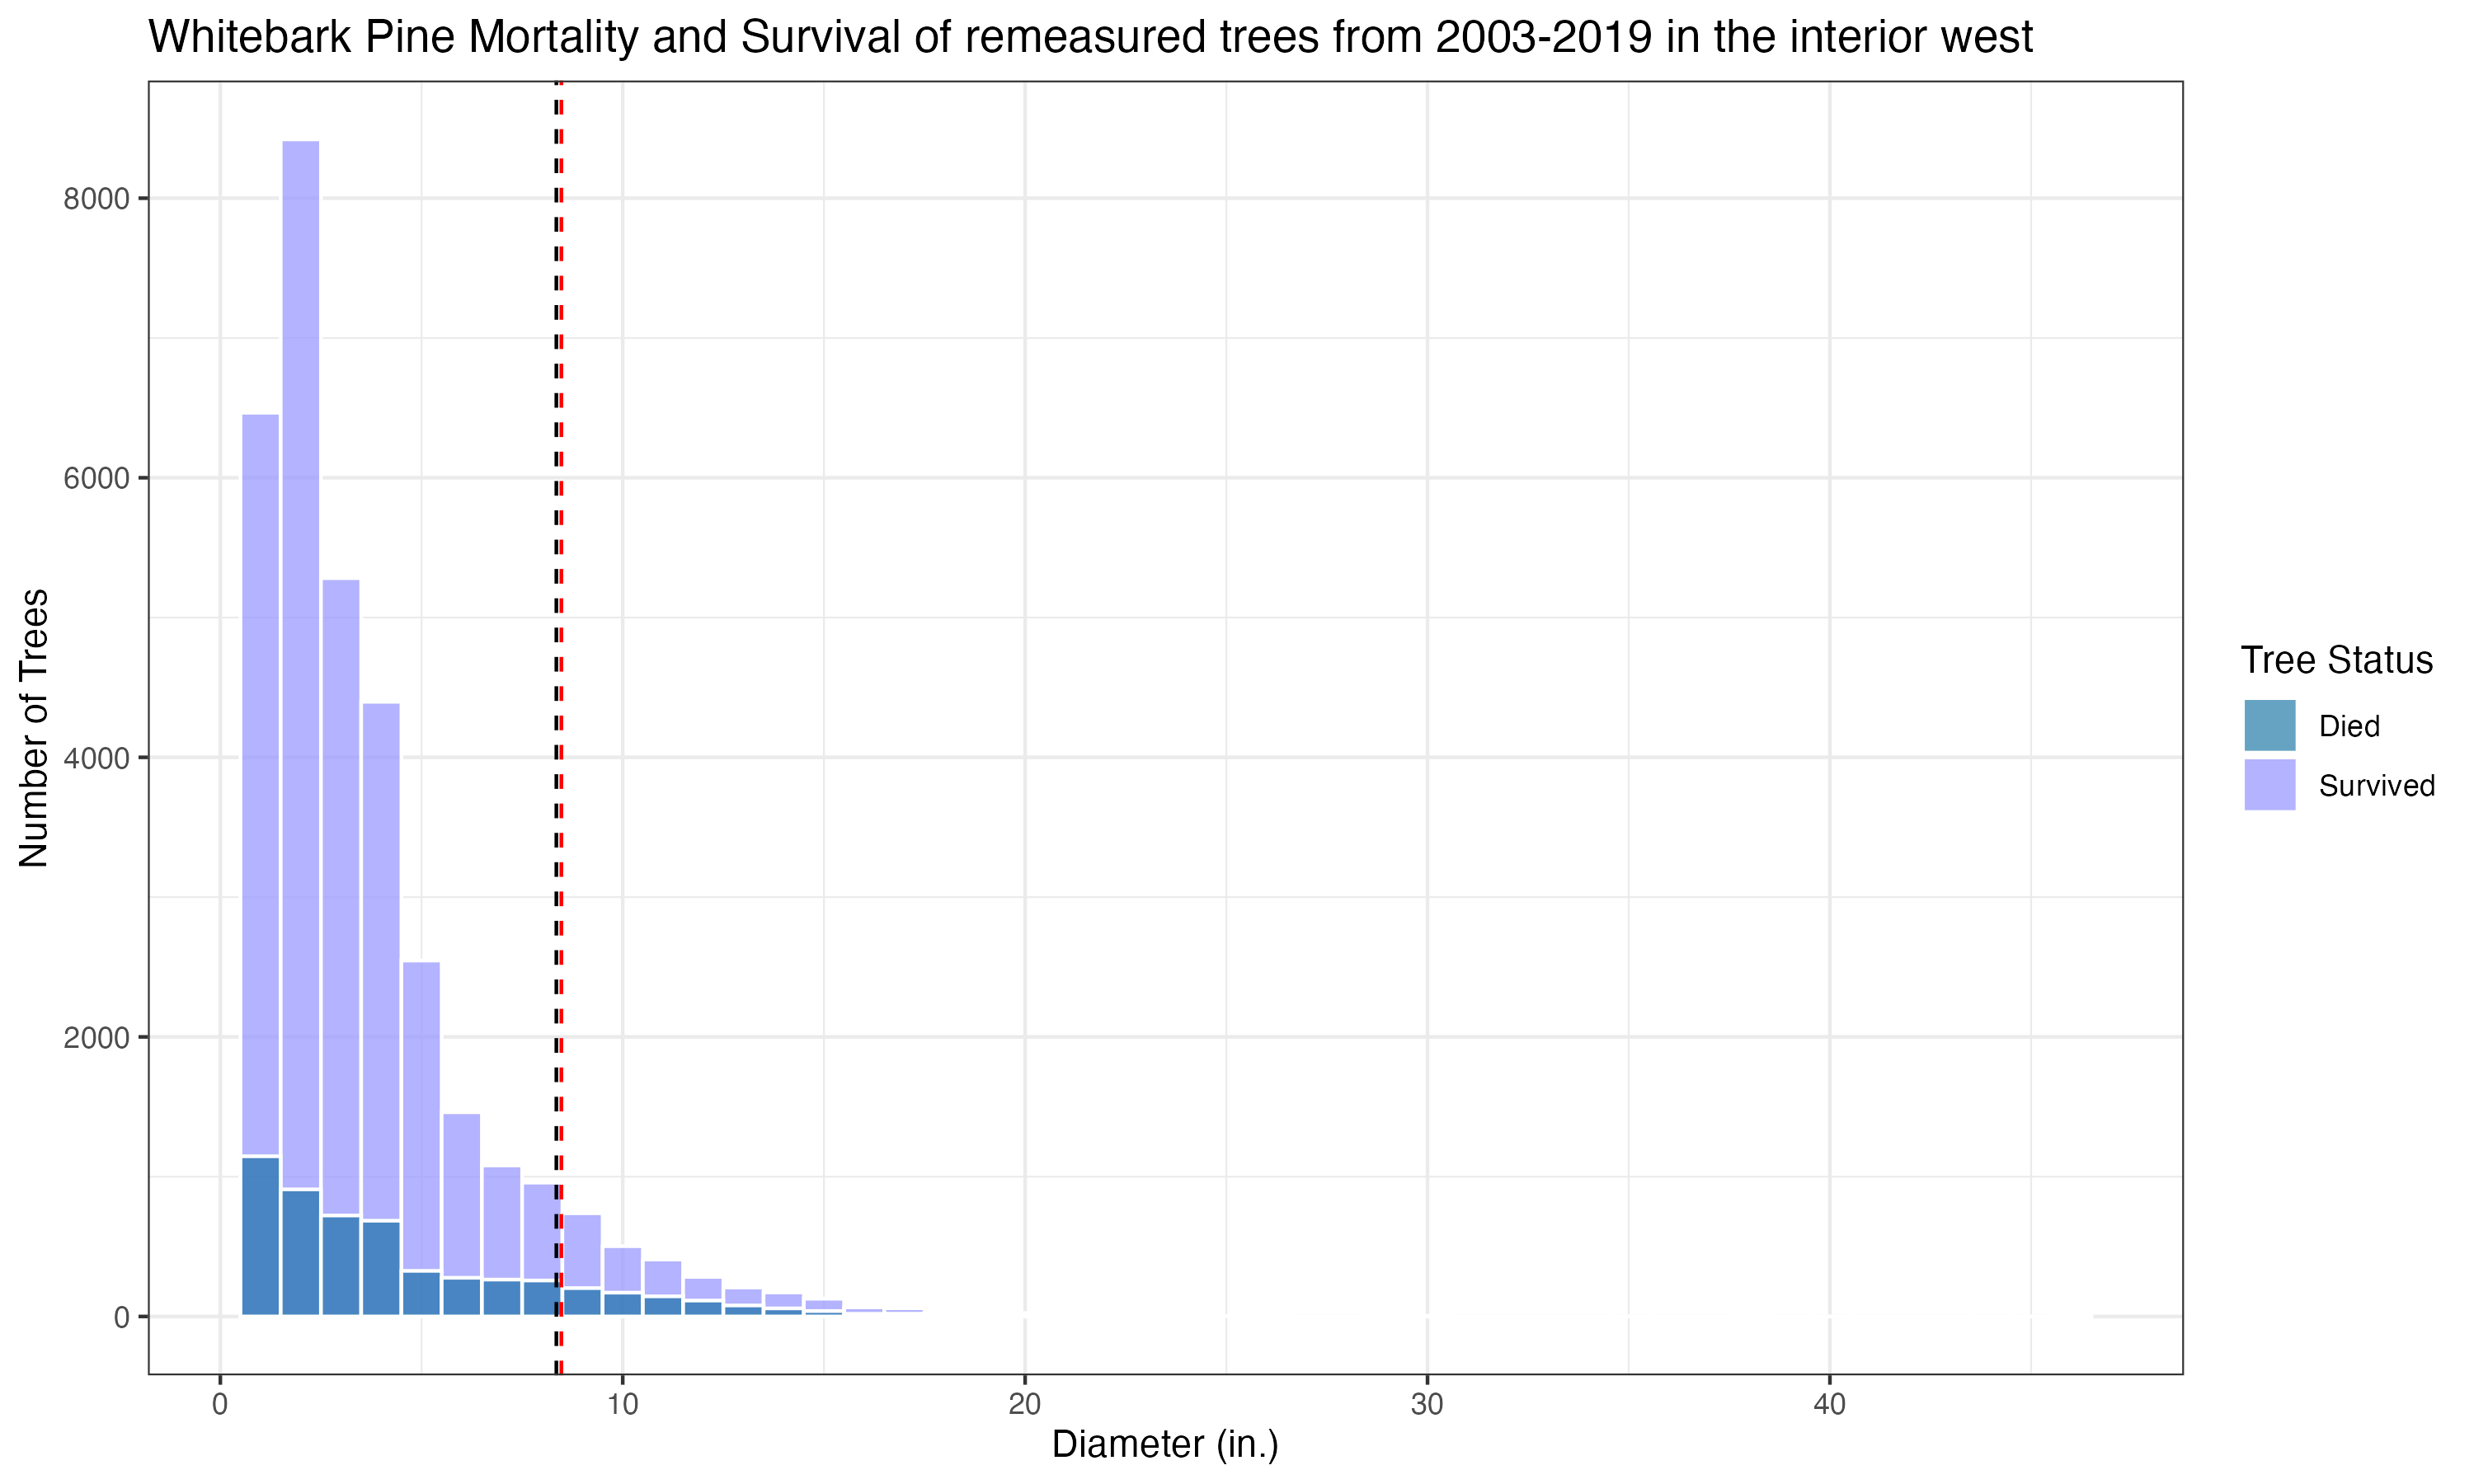 Whitebark Pine Mortality and Survival of remeasured trees from 2003-2019 in the interior west
Number of Trees
8000
6000
4000
2000
0
0 10 20 30 40
Diameter (in.)
Tree Status
Died
Survived